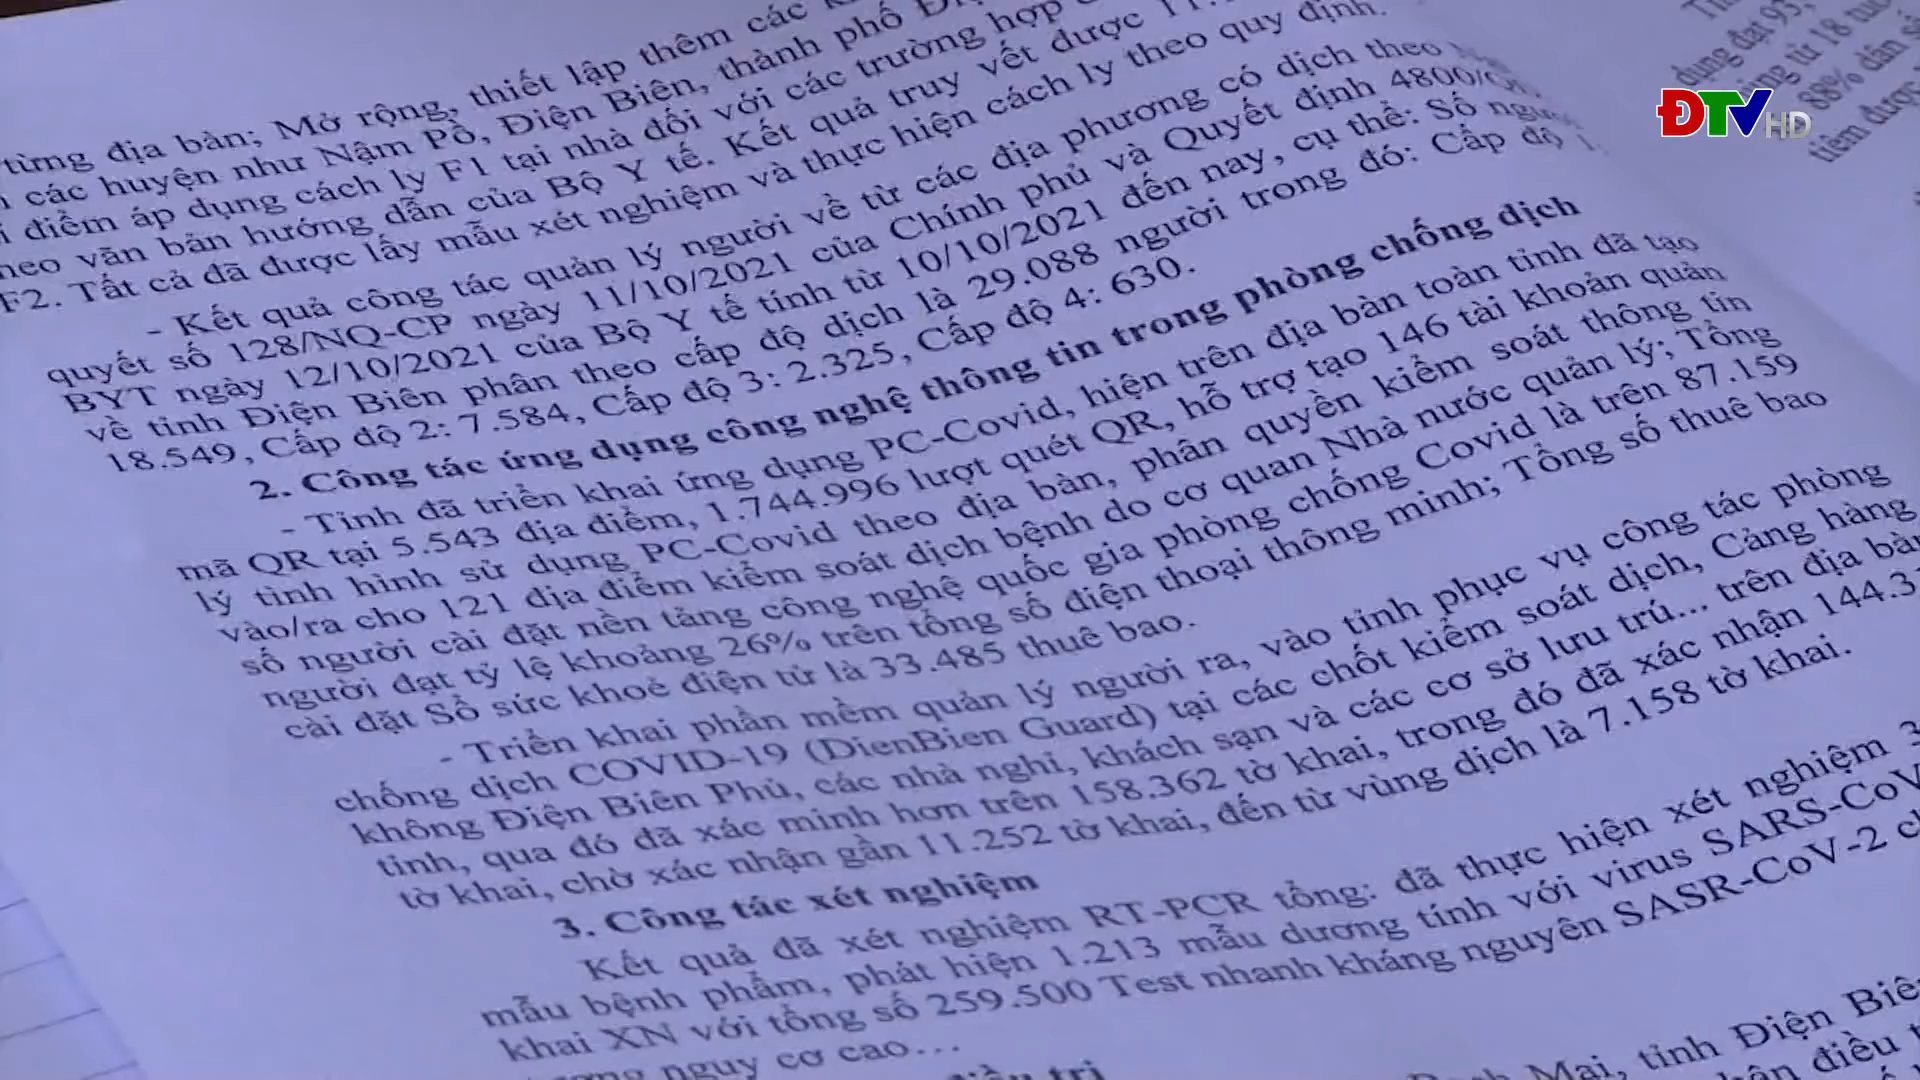 từng địa bàn; Mở rộng, thiết lập thêm các
các huyện như Nậm Pồ, Điện Biên, thành phố
điểm áp dụng cách ly F1 tại nhà đối với các trường hợp
theo văn bản hướng dẫn của Bộ Y tế. Kết quả truy vết được
F2. Tất cả đã được lấy mẫu xét nghiệm và thực hiện cách ly theo quy định.
- Kết quả công tác quản lý người về từ các địa phương có dịch theo
quyết số 128/NQ-CP ngày 11/10/2021 của Chính phủ và Quyết định 4800/
BYT ngày 12/10/2021 của Bộ Y tế tính từ 10/10/2021 đến nay, cụ thể: Số người
về tỉnh Điện Biên phân theo cấp độ dịch là 29.088 người trong đó: Cấp độ 1:
18.549, Cấp độ 2: 7.584, Cấp độ 3: 2.325, Cấp độ 4: 630.
2. Công tác ứng dụng công nghệ thông tin trong phòng chống dịch
- Tỉnh đã triển khai ứng dụng PC-Covid, hiện trên địa bàn toàn tỉnh đã tạo
mã QR tại 5.543 địa điểm, 1.744.996 lượt quét QR, hỗ trợ tạo 146 tài khoản quản
lý tình hình sử dụng PC-Covid theo địa bàn, phân quyền kiểm soát thông tin
vào/ra cho 121 địa điểm kiểm soát dịch bệnh do cơ quan Nhà nước quản lý; Tổng
số người cài đặt nền tảng công nghệ quốc gia phòng chống Covid là trên 87.159
người đạt tỷ lệ khoảng 26% trên tổng số điện thoại thông minh; Tổng số thuê bao
cài đặt Sổ sức khoẻ điện tử là 33.485 thuê bao.
- Triển khai phần mềm quản lý người ra, vào tỉnh phục vụ công tác phòng
chống dịch COVID-19 (DienBien Guard) tại các chốt kiểm soát dịch, Cảng hàng
không Điện Biên Phủ, các nhà nghỉ, khách sạn và các cơ sở lưu trú... trên địa bàn
tỉnh, qua đó đã xác minh hơn trên 158.362 tờ khai, trong đó đã xác nhận 144.3
tờ khai, chờ xác nhận gần 11.252 tờ khai, đến từ vùng dịch là 7.158 tờ khai.
3. Công tác xét nghiệm
Kết quả đã xét nghiệm RT-PCR tổng: đã thực hiện xét nghiệm 3
mẫu bệnh phẩm, phát hiện 1.213 mẫu dương tính với virus SARS-CoV
khai XN với tổng số 259.500 Test nhanh kháng nguyên SASR-CoV-2
nguy cơ cao...
điều trị
Mai, tỉnh Điện Biên
điều
dụng đạt 95,
từ 18 tuổi
88% dân số
tiêm được
ĐTV HD